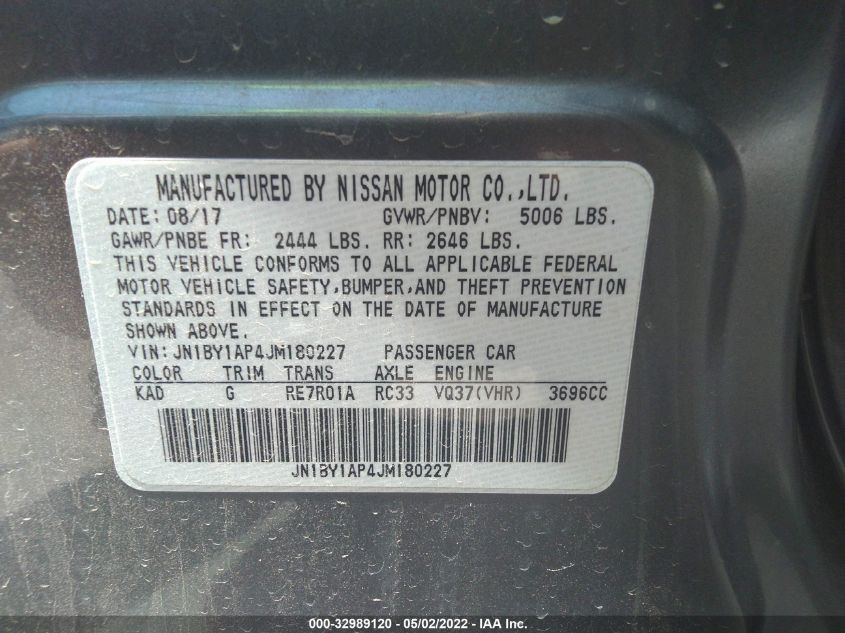 MANUFACTURED BY NISSAN MOTOR CO.,LTD.
DATE: 08/17 GVWR/PNBV: 5006 LBS.
GAWR/PNBE FR: 2444 LBS. RR: 2646 LBS.
THIS VEHICLE CONFORMS TO ALL APPLICABLE FEDERAL
MOTOR VEHICLE SAFETY,BUMPER,AND THEFT PREVENTION
STANDARDS IN EFFECT ON THE DATE OF MANUFACTURE
SHOWN ABOVE.
VIN: JN1BY1AP4JM180227 PASSENGER CAR
COLOR TRIM TRANS AXLE ENGINE
KAD G RE7R01A RC33 VQ37(VHR) 3696CC
JN1BY1AP4JM180227
000-32989120 - 05/02/2022 - IAA Inc.